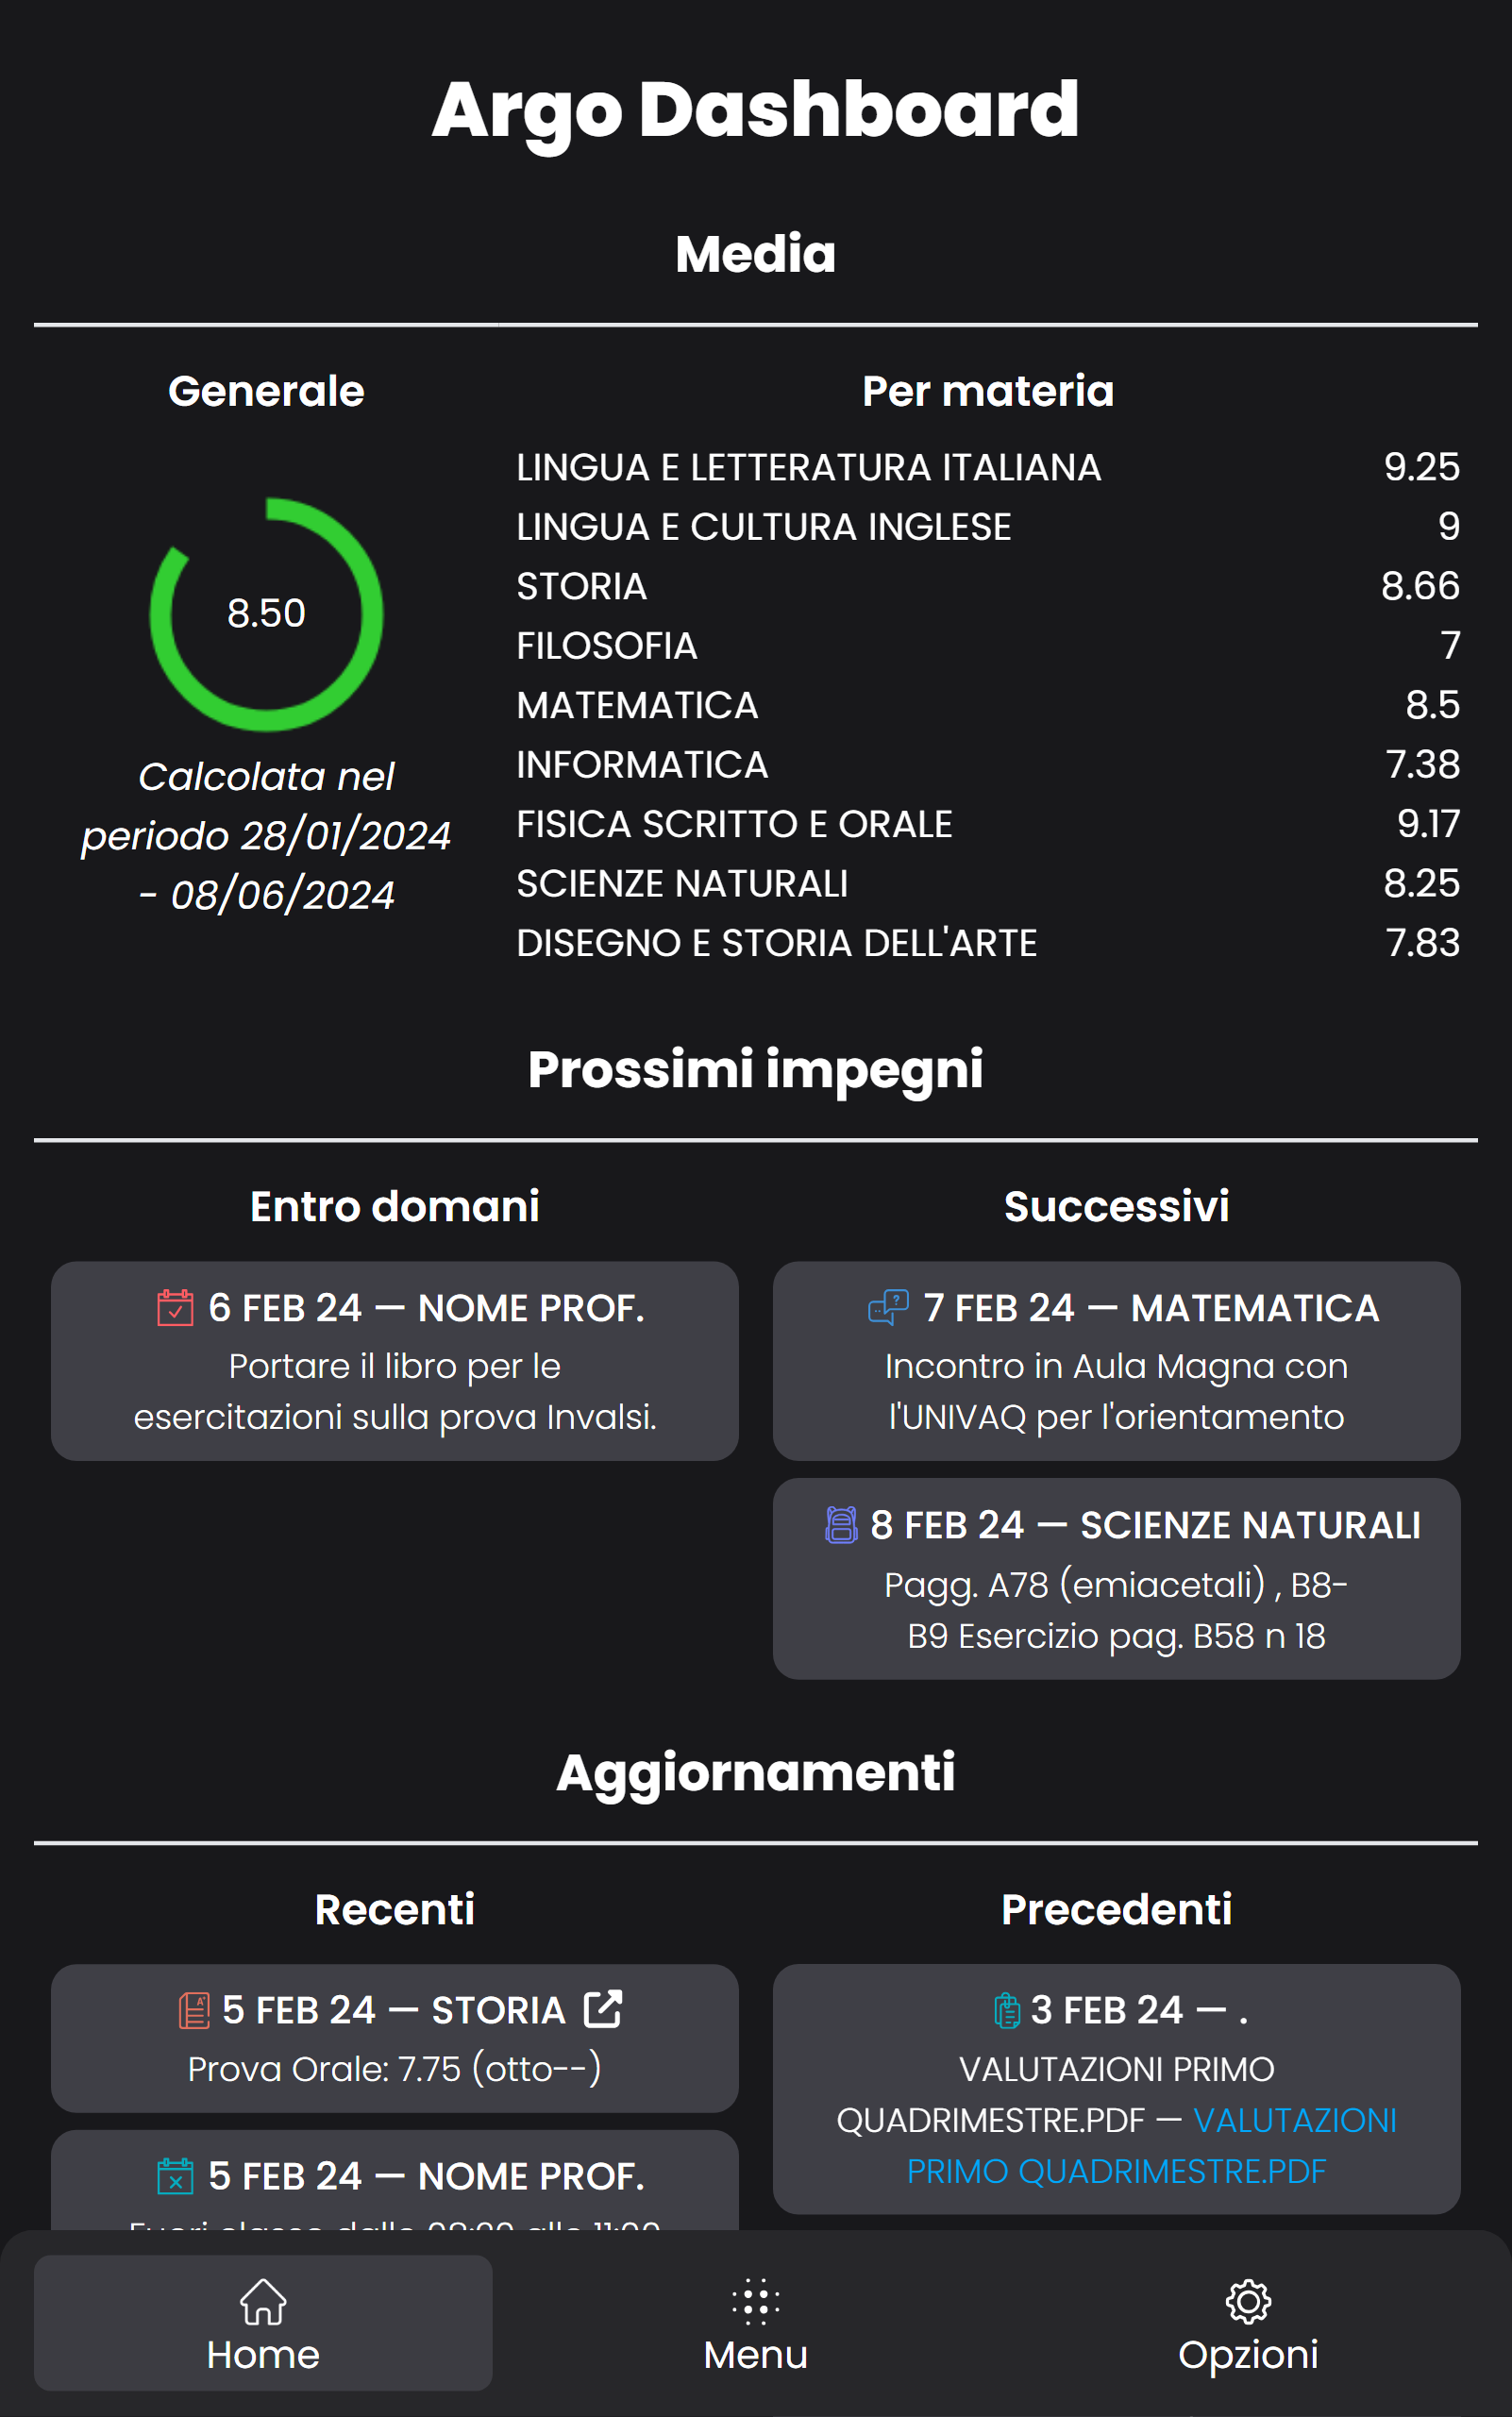 Argo Dashboard
Media
Generale
8.50
Calcolata nel
periodo 28/01/2024
- 08/06/2024
Per materia
LINGUA E LETTERATURA ITALIANA 9.25
LINGUA E CULTURA INGLESE 9
STORIA 8.66
FILOSOFIA 7
MATEMATICA 8.5
INFORMATICA 7.38
FISICA SCRITTO E ORALE 9.17
SCIENZE NATURALI 8.25
DISEGNO E STORIA DELL'ARTE 7.83
Prossimi impegni
Entro domani
6 FEB 24 — NOME PROF.
Portare il libro per le
esercitazioni sulla prova Invalsi.
Successivi
7 FEB 24 — MATEMATICA
Incontro in Aula Magna con
l'UNIVAQ per l'orientamento
8 FEB 24 — SCIENZE NATURALI
Pagg. A78 (emiacetali) , B8-
B9 Esercizio pag. B58 n 18
Aggiornamenti
Recenti
5 FEB 24 — STORIA
Prova Orale: 7.75 (otto--)
5 FEB 24 — NOME PROF.
Fuori classe dalle alle
Precedenti
3 FEB 24 — .
VALUTAZIONI PRIMO
QUADRIMESTRE.PDF — VALUTAZIONI
PRIMO QUADRIMESTRE.PDF
Home
Menu
Opzioni